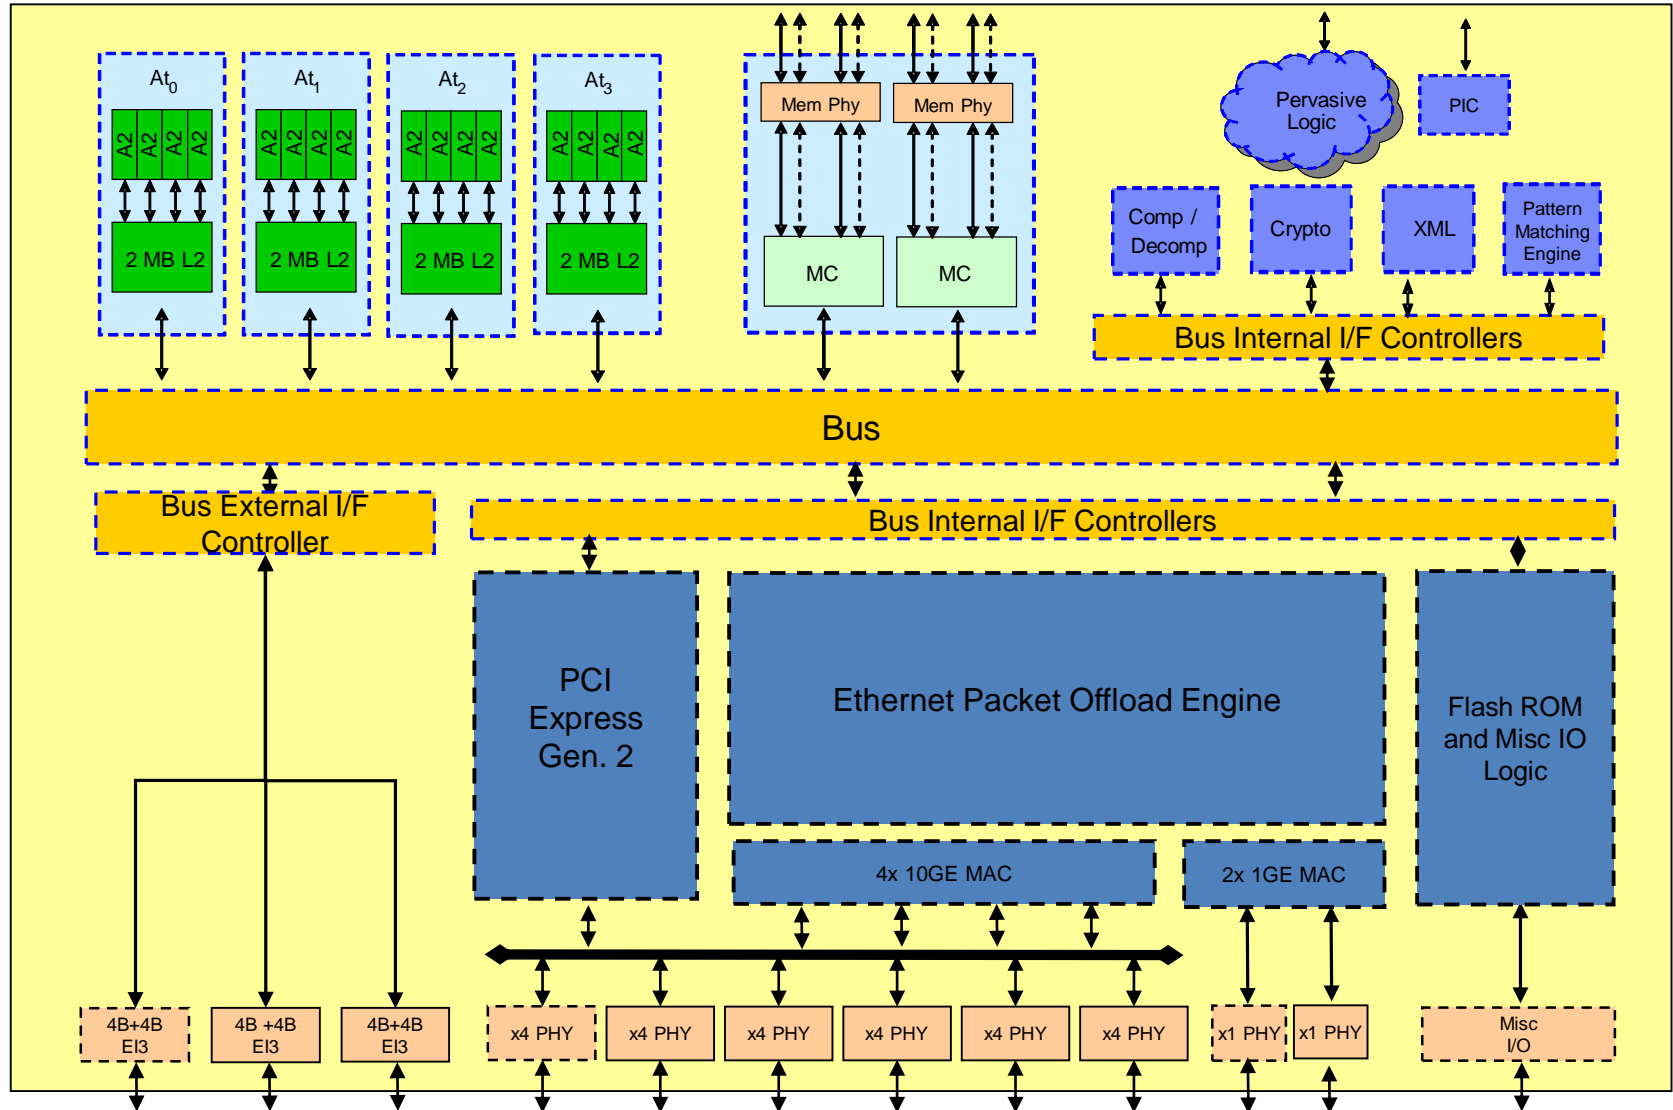 At0
At1
At2
At3
A2 A2 A2 A2
A2 A2 A2 A2
A2 A2 A2 A2
A2 A2 A2 A2
2 MB L2
2 MB L2
2 MB L2
2 MB L2
Mem Phy
Mem Phy
MC
MC
Pervasive
Logic
PIC
Comp /
Decomp
Crypto
XML
Pattern
Matching
Engine
Bus Internal I/F Controllers
Bus
Bus External I/F
Controller
Bus Internal I/F Controllers
PCI
Express
Gen. 2
Ethernet Packet Offload Engine
Flash ROM
and Misc IO
Logic
4x 10GE MAC
2x 1GE MAC
4B+4B
EI3
4B +4B
EI3
4B+4B
EI3
x4 PHY
x4 PHY
x4 PHY
x4 PHY
x4 PHY
x4 PHY
x1 PHY
x1 PHY
Misc
I/O